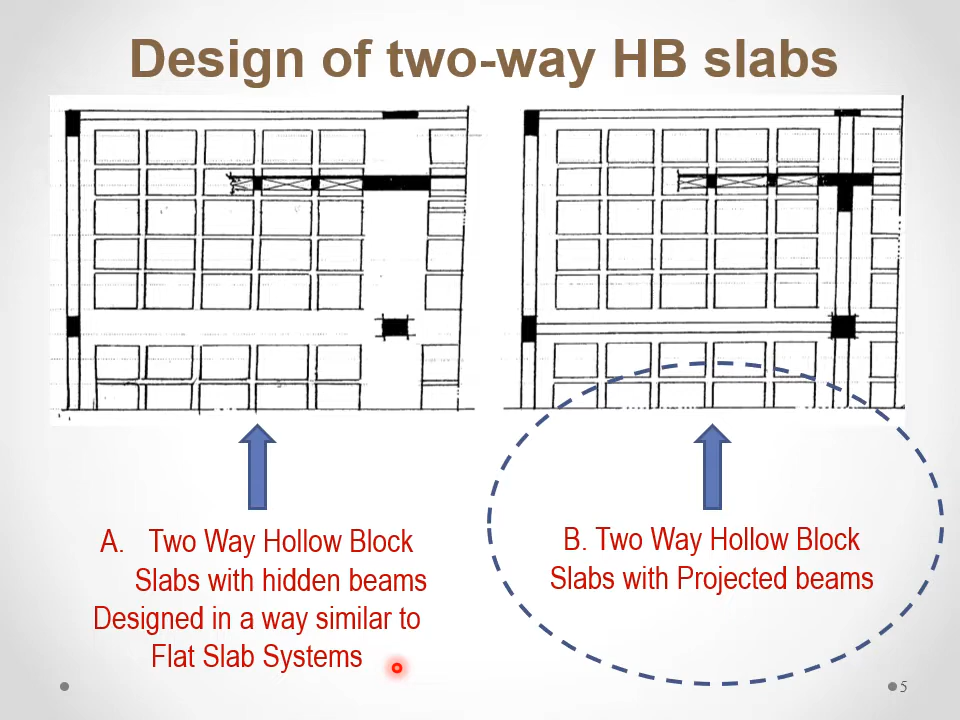 Design of two-way HB slabs
A. Two Way Hollow Block
Slabs with hidden beams
Designed in a way similar to
Flat Slab Systems
B. Two Way Hollow Block
Slabs with Projected beams
5